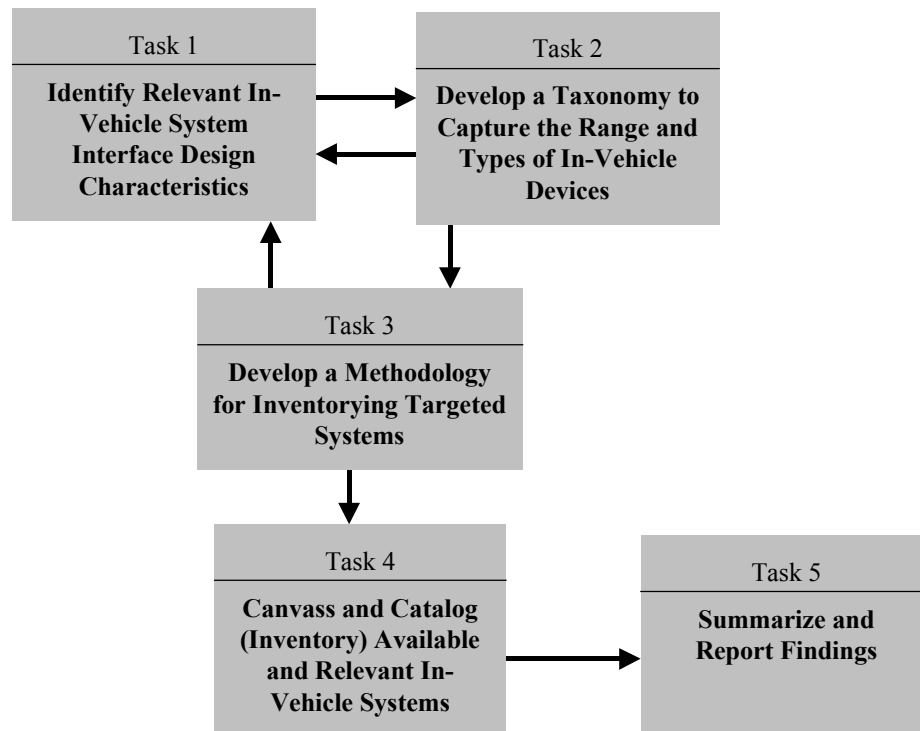 Task 1
Identify Relevant In-
Vehicle System
Interface Design
Characteristics
Task 2
Develop a Taxonomy to
Capture the Range and
Types of In-Vehicle
Devices
Task 3
Develop a Methodology
for Inventorying Targeted
Systems
Task 4
Canvass and Catalog
(Inventory) Available
and Relevant In-
Vehicle Systems
Task 5
Summarize and
Report Findings